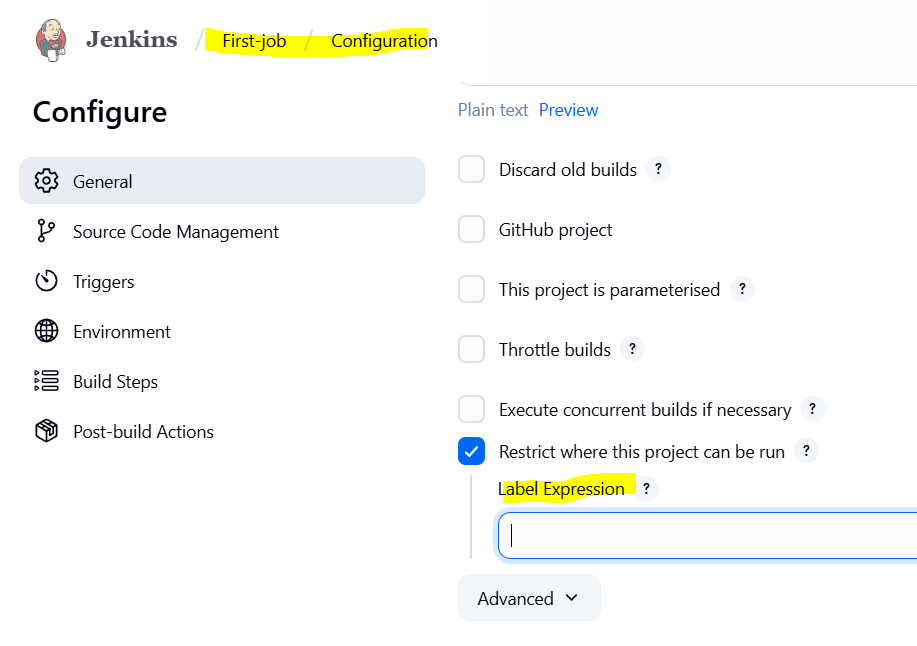 Jenkins / First-job / Configuration
Configure
General
Source Code Management
Triggers
Environment
Build Steps
Post-build Actions
Plain text Preview
Discard old builds ?
GitHub project
This project is parameterised ?
Throttle builds ?
Execute concurrent builds if necessary ?
Restrict where this project can be run ?
Label Expression ?
Advanced